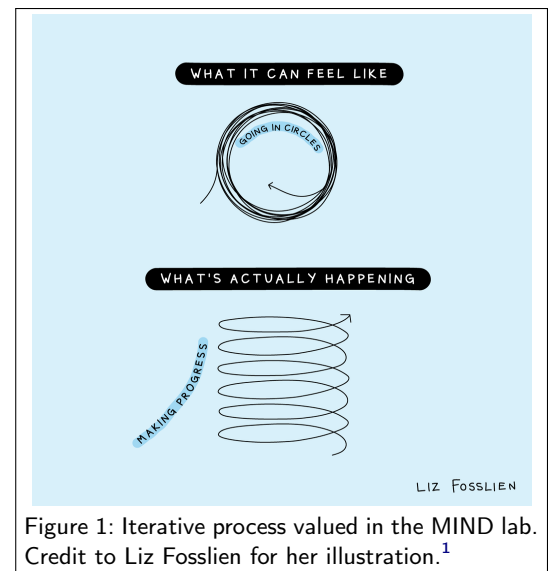 WHAT IT CAN FEEL LIKE
GOING IN CIRCLES
WHAT'S ACTUALLY HAPPENING
MAKING PROGRESS
LIZ FOSSLIEN
Figure 1: Iterative process valued in the MIND lab.
Credit to Liz Fosslien for her illustration.1